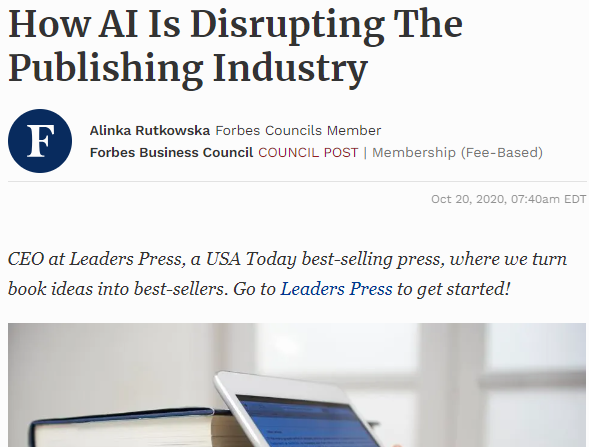 How AI Is Disrupting The
Publishing Industry
F
Alinka Rutkowska Forbes Councils Member
Forbes Business Council COUNCIL POST | Membership (Fee-Based)
Oct 20, 2020, 07:40am EDT
CEO at Leaders Press, a USA Today best-selling press, where we turn
book ideas into best-sellers. Go to Leaders Press to get started!